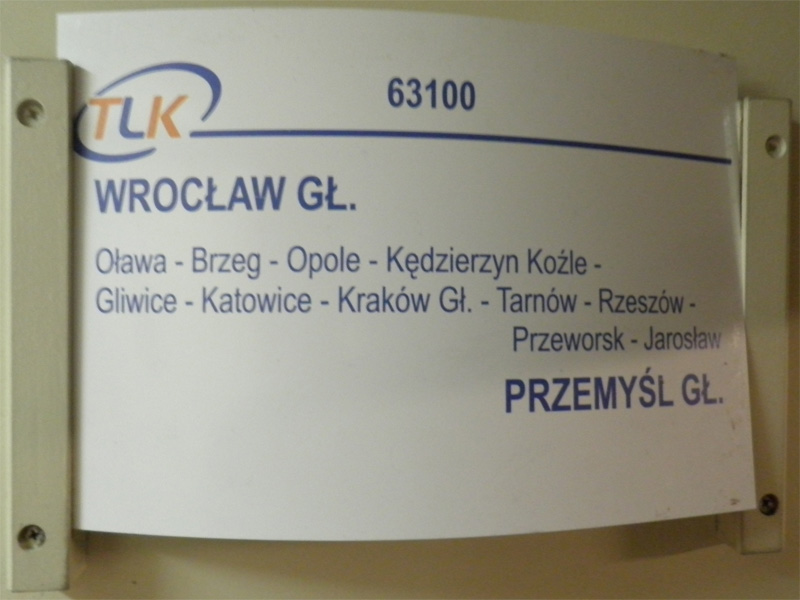 TLK
63100
WROCŁAW GŁ.
Oława - Brzeg - Opole - Kędzierzyn Koźle -
Gliwice - Katowice - Kraków Gł. - Tarnów - Rzeszów -
Przeworsk - Jarosław
PRZEMYŚL GŁ.